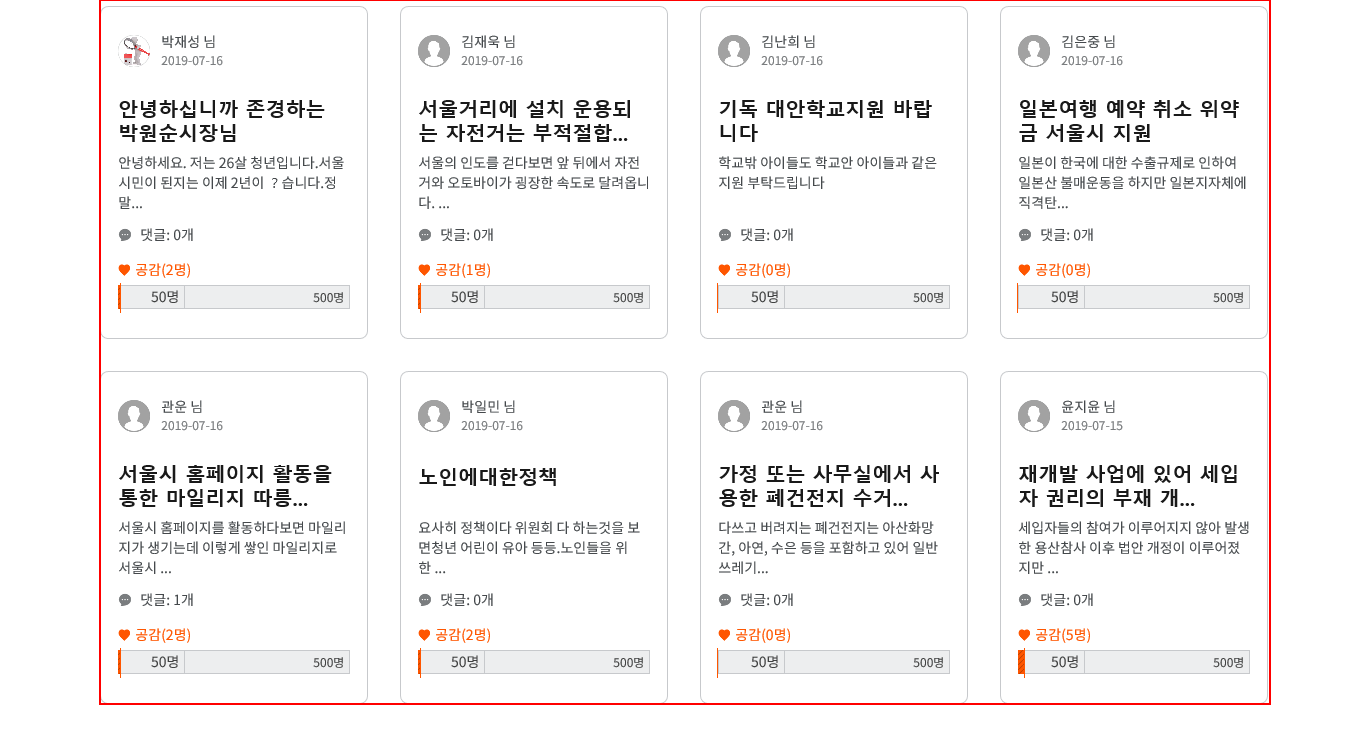 박재성 님
2019-07-16
안녕하십니까 존경하는
박원순시장님
안녕하세요. 저는 26살 청년입니다.서울
시민이 된지는 이제 2년이 ? 습니다.정
말...
댓글: 0개
공감(2명)
50명 500명
김재욱 님
2019-07-16
서울거리에 설치 운용되
는 자전거는 부적절합...
서울의 인도를 걷다보면 앞 뒤에서 자전
거와 오토바이가 굉장한 속도로 달려옵니
다. ...
댓글: 0개
공감(1명)
50명 500명
김난희 님
2019-07-16
기독 대안학교지원 바랍
니다
학교밖 아이들도 학교안 아이들과 같은
지원 부탁드립니다
댓글: 0개
공감(0명)
50명 500명
김은중 님
2019-07-16
일본여행 예약 취소 위약
금 서울시 지원
일본이 한국에 대한 수출규제로 인하여
일본산 불매운동을 하지만 일본지자체에
직격탄...
댓글: 0개
공감(0명)
50명 500명
관운 님
2019-07-16
서울시 홈페이지 활동을
통한 마일리지 따릉...
서울시 홈페이지를 활동하다보면 마일리
지가 생기는데 이렇게 쌓인 마일리지로
서울시 ...
댓글: 1개
공감(2명)
50명 500명
박일민 님
2019-07-16
노인에대한정책
요사히 정책이다 위원회 다 하는것을 보
면청년 어린이 유아 등등.노인들을 위
한 ...
댓글: 0개
공감(2명)
50명 500명
관운 님
2019-07-16
가정 또는 사무실에서 사
용한 폐건전지 수거...
다쓰고 버려지는 폐건전지는 아산화망
간, 아연, 수은 등을 포함하고 있어 일반
쓰레기...
댓글: 0개
공감(0명)
50명 500명
윤지윤 님
2019-07-15
재개발 사업에 있어 세입
자 권리의 부재 개...
세입자들의 참여가 이루어지지 않아 발생
한 용산참사 이후 법안 개정이 이루어졌
지만 ...
댓글: 0개
공감(5명)
50명 500명